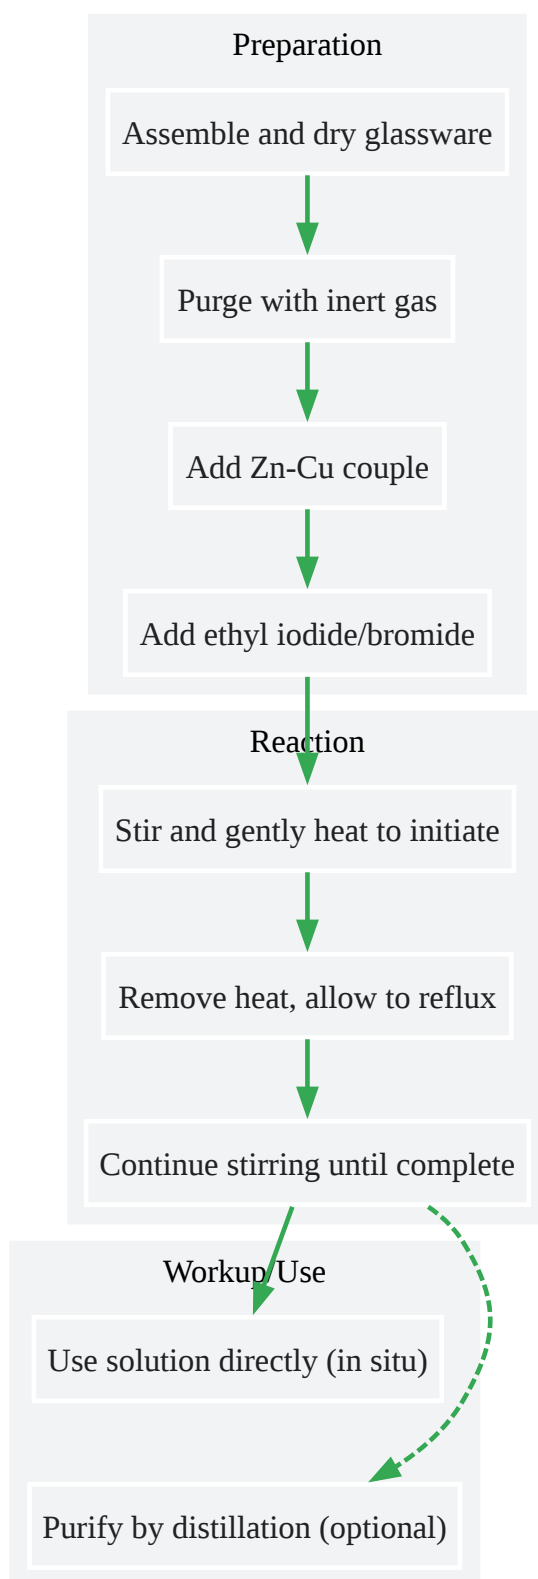 Preparation
Assemble and dry glassware
Purge with inert gas
Add Zn-Cu couple
Add ethyl iodide/bromide
Reaction
Stir and gently heat to initiate
Remove heat, allow to reflux
Continue stirring until complete
Workup/Use
Use solution directly (in situ)
Purify by distillation (optional)